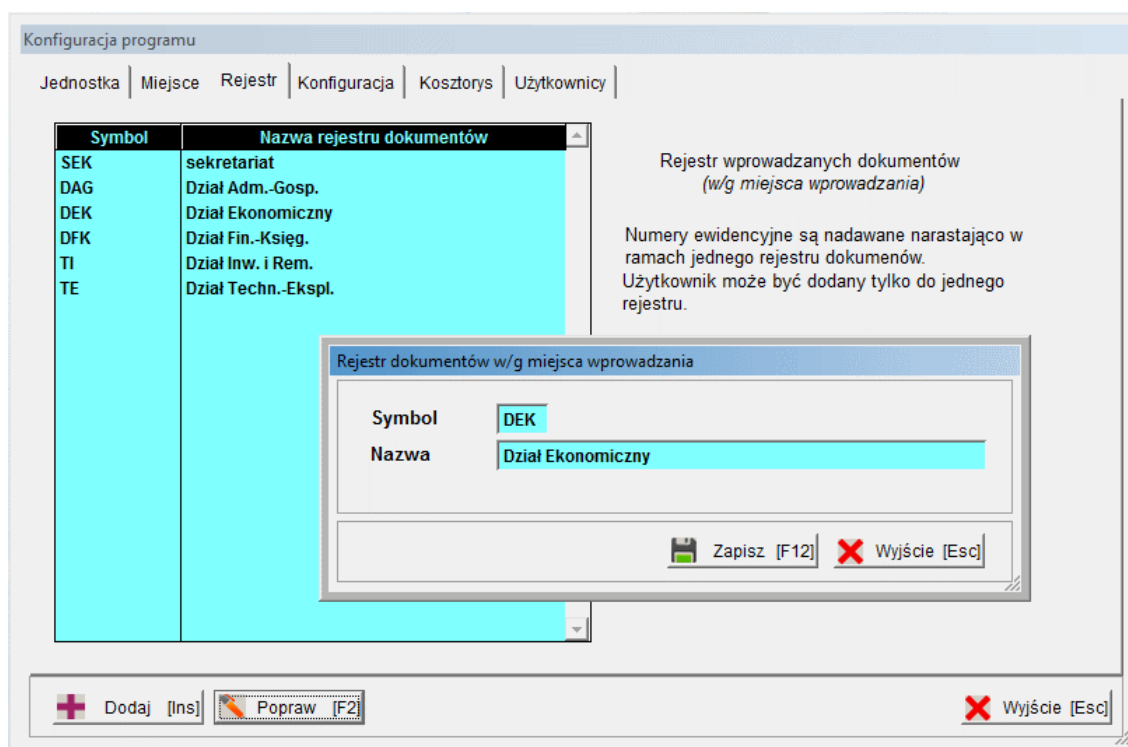 Konfiguracja programu
Jednostka Miejsce Rejestr Konfiguracja Kosztorys Użytkownicy
Symbol Nazwa rejestru dokumentów
SEK sekretariat
DAG Dział Adm.-Gosp.
DEK Dział Ekonomiczny
DFK Dział Fin.-Księg.
TI Dział Inw. i Rem.
TE Dział Techn.-Ekspl.
Rejestr wprowadzanych dokumentów
(w/g miejsca wprowadzania)
Numery ewidencyjne są nadawane narastająco w
ramach jednego rejestru dokumenów.
Użytkownik może być dodany tylko do jednego
rejestru.
Rejestr dokumentów w/g miejsca wprowadzania
Symbol DEK
Nazwa Dział Ekonomiczny
Zapisz [F12] Wyjście [Esc]
Dodaj [Ins] Popraw [F2] Wyjście [Esc]